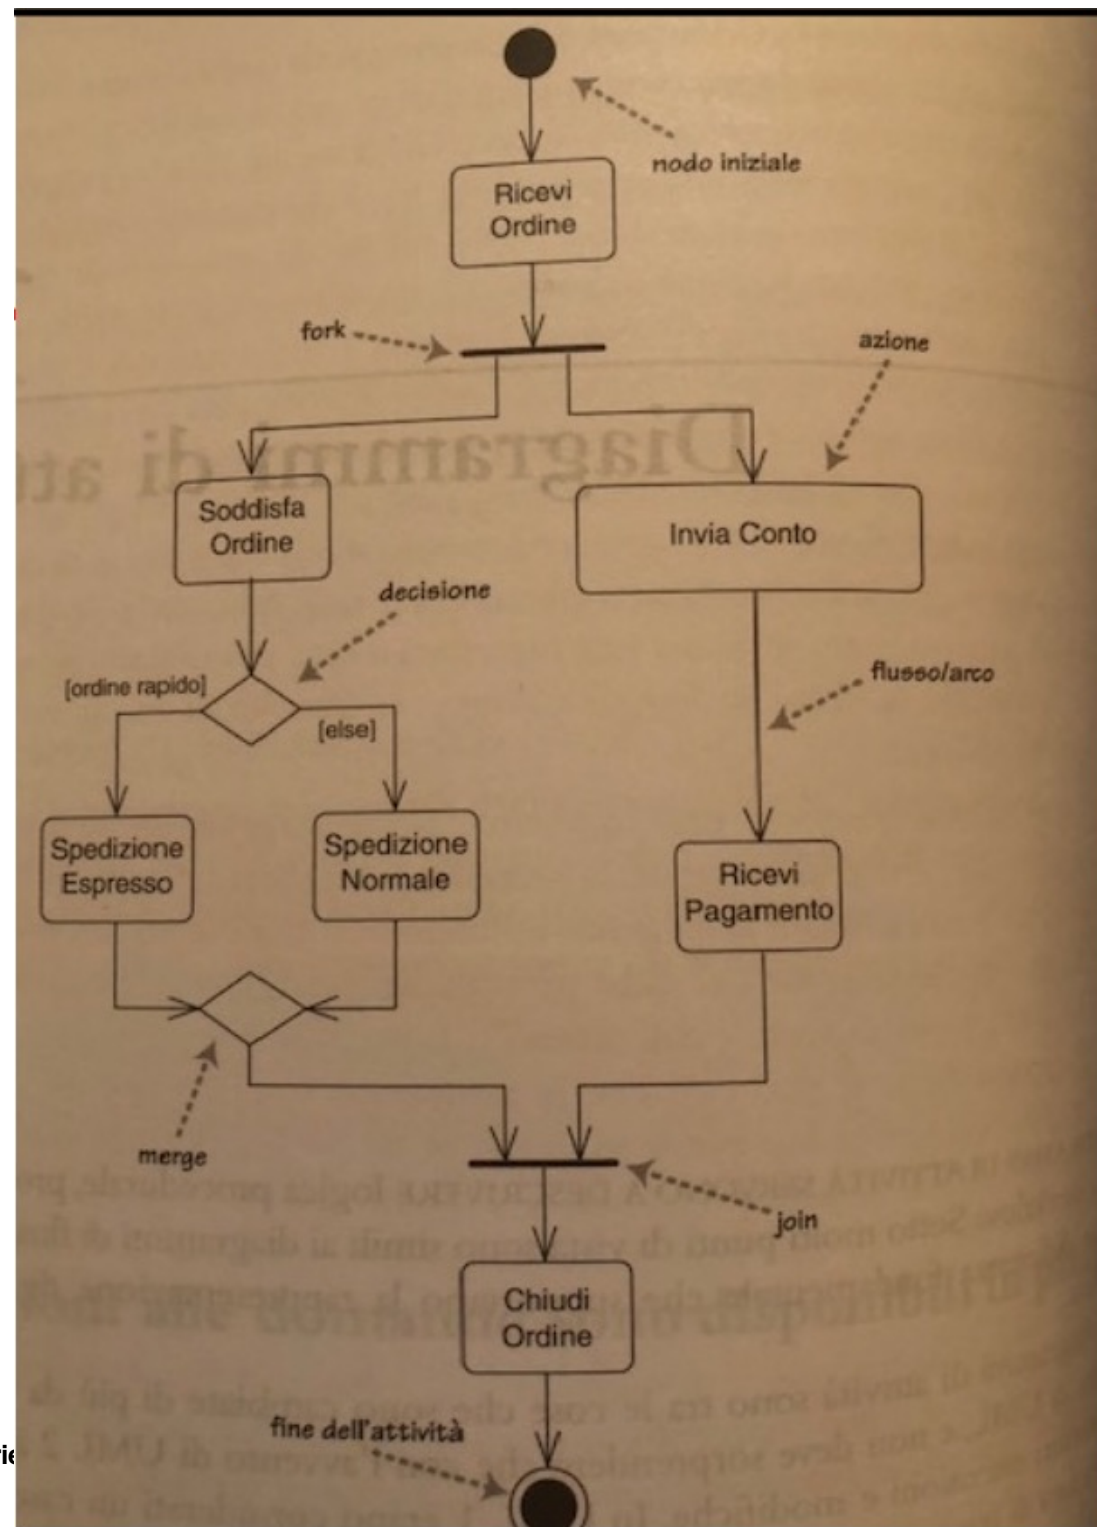 nodo iniziale
Ricevi
Ordine
fork
azione
Soddisfa
Ordine
Invia Conto
decisione
[ordine rapido]
[else]
flusso/arco
Spedizione
Espresso
Spedizione
Normale
Ricevi
Pagamento
merge
join
Chiudi
Ordine
fine dell'attività